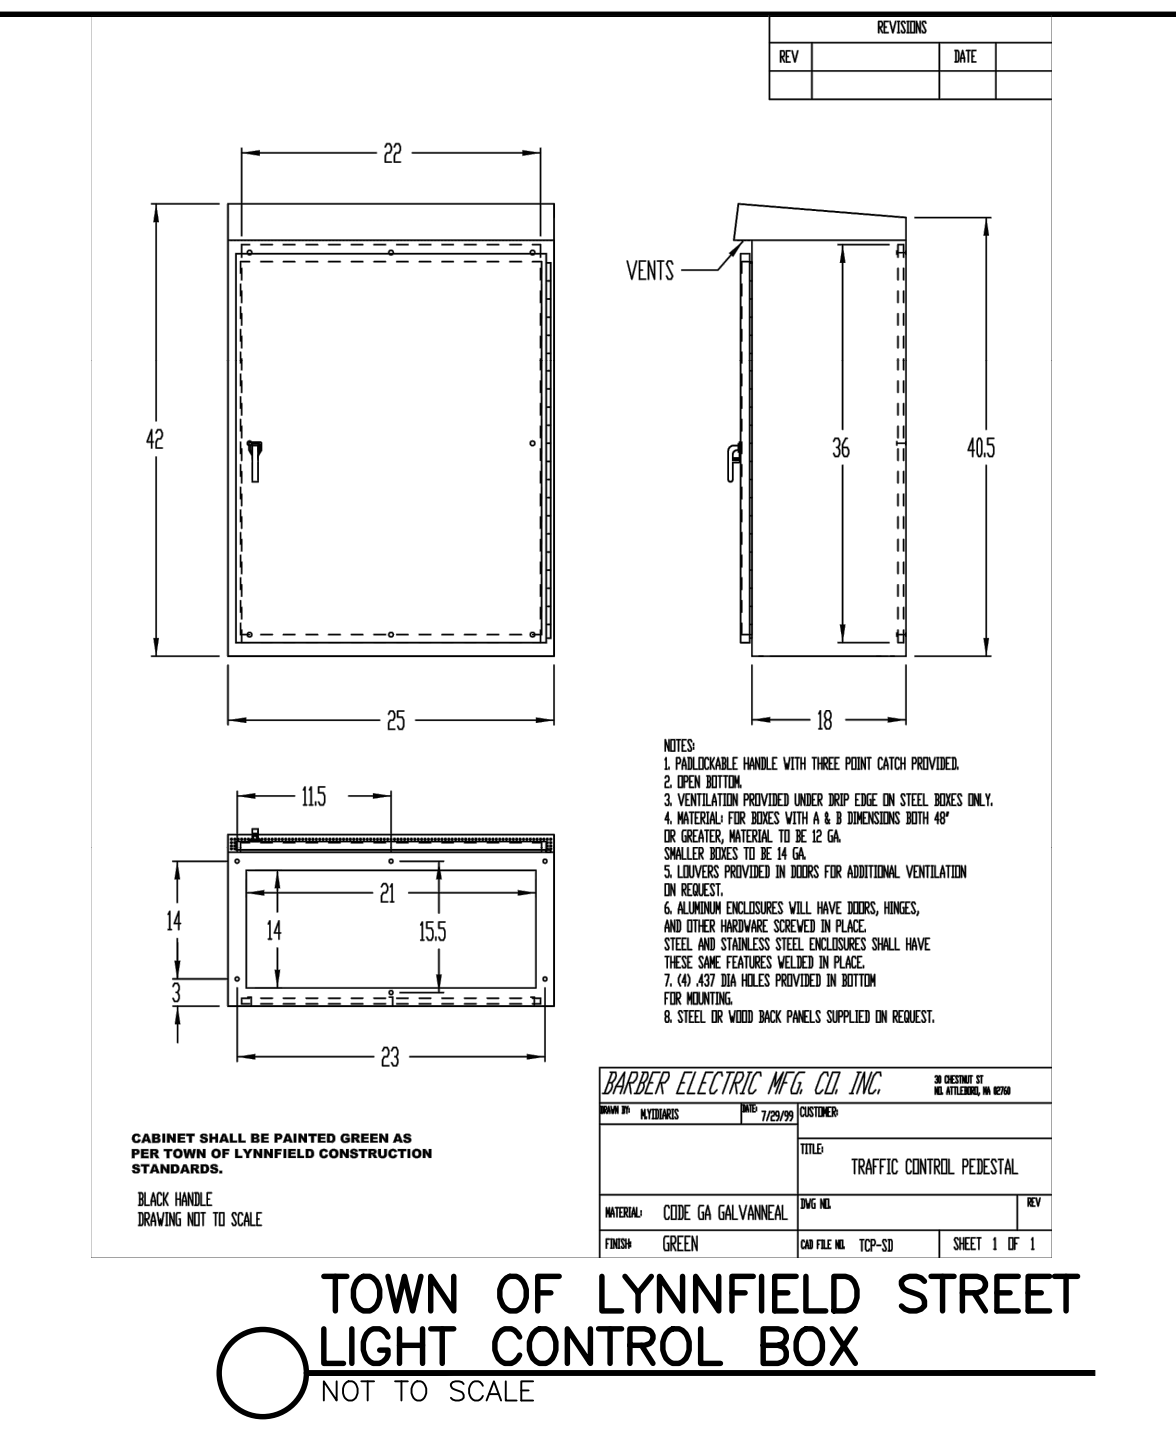 REVISIONS
REV DATE
22
VENTS
42
36
40.5
25
18
NOTES:
1. PADLOCKABLE HANDLE WITH THREE POINT CATCH PROVIDED.
2. OPEN BOTTOM.
3. VENTILATION PROVIDED UNDER DRIP EDGE ON STEEL BOXES ONLY.
4. MATERIAL: FOR BOXES WITH A & B DIMENSIONS BOTH 48"
OR GREATER, MATERIAL TO BE 12 GA.
SMALLER BOXES TO BE 14 GA.
5. LOUVERS PROVIDED IN DOORS FOR ADDITIONAL VENTILATION
ON REQUEST.
6. ALUMINUM ENCLOSURES WILL HAVE DOORS, HINGES,
AND OTHER HARDWARE SCREWED IN PLACE.
STEEL AND STAINLESS STEEL ENCLOSURES SHALL HAVE
THESE SAME FEATURES WELDED IN PLACE.
7. (4) .437 DIA HOLES PROVIDED IN BOTTOM
FOR MOUNTING.
8. STEEL OR WOOD BACK PANELS SUPPLIED ON REQUEST.
11.5
21
14
14
15.5
3
23
CABINET SHALL BE PAINTED GREEN AS
PER TOWN OF LYNNFIELD CONSTRUCTION
STANDARDS.
BLACK HANDLE
DRAWING NOT TO SCALE
BARBER ELECTRIC MFG. CO. INC.
30 CHESTNUT ST
NO. ATTLEBORO, MA 02760
DRAWN BY: N.YIDIARIS
DATE: 7/29/99
CUSTOMER:
TITLE:
TRAFFIC CONTROL PEDESTAL
MATERIAL: CODE GA GALVANNEAL
DWG NO. REV
FINISH: GREEN
CAD FILE NO. TCP-SD
SHEET 1 OF 1
TOWN OF LYNNFIELD STREET
LIGHT CONTROL BOX
NOT TO SCALE